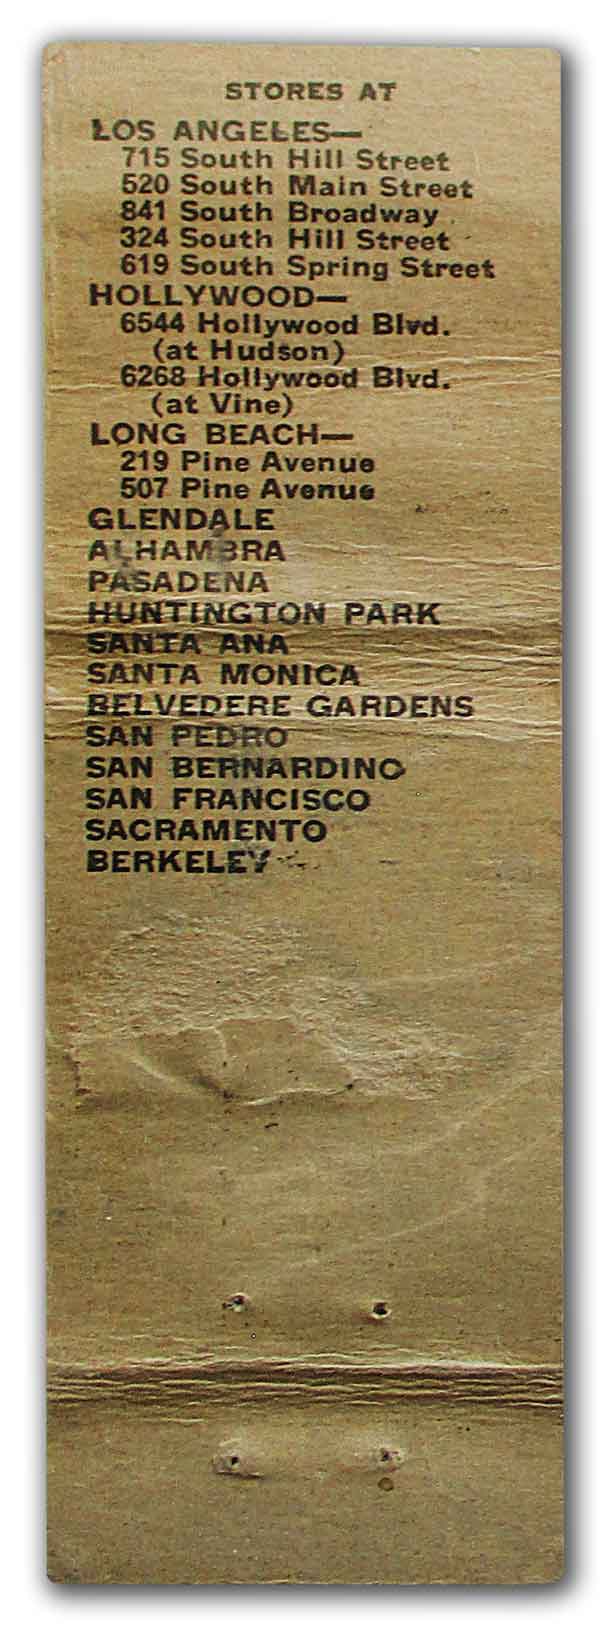 STORES AT
LOS ANGELES—
715 South Hill Street
520 South Main Street
841 South Broadway
324 South Hill Street
619 South Spring Street
HOLLYWOOD—
6544 Hollywood Blvd.
(at Hudson)
6268 Hollywood Blvd.
(at Vine)
LONG BEACH—
219 Pine Avenue
507 Pine Avenue
GLENDALE
ALHAMBRA
PASADENA
HUNTINGTON PARK
SANTA ANA
SANTA MONICA
BELVEDERE GARDENS
SAN PEDRO
SAN BERNARDINO
SAN FRANCISCO
SACRAMENTO
BERKELEY